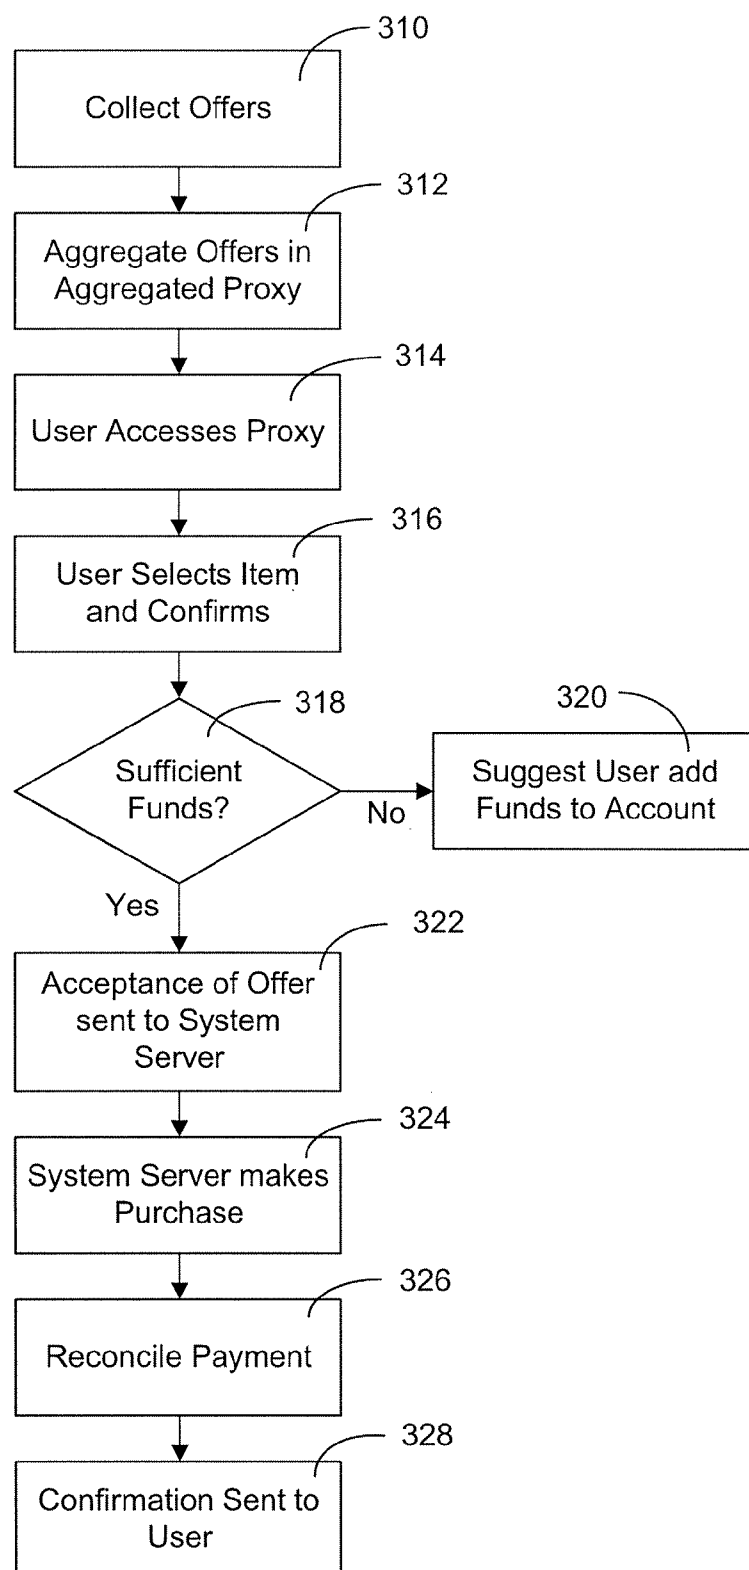 310
Collect Offers
312
Aggregate Offers in
Aggregated Proxy
314
User Accesses Proxy
316
User Selects Item
and Confirms
318
Sufficient
Funds?
No
320
Suggest User add
Funds to Account
Yes
322
Acceptance of Offer
sent to System
Server
324
System Server makes
Purchase
326
Reconcile Payment
328
Confirmation Sent to
User